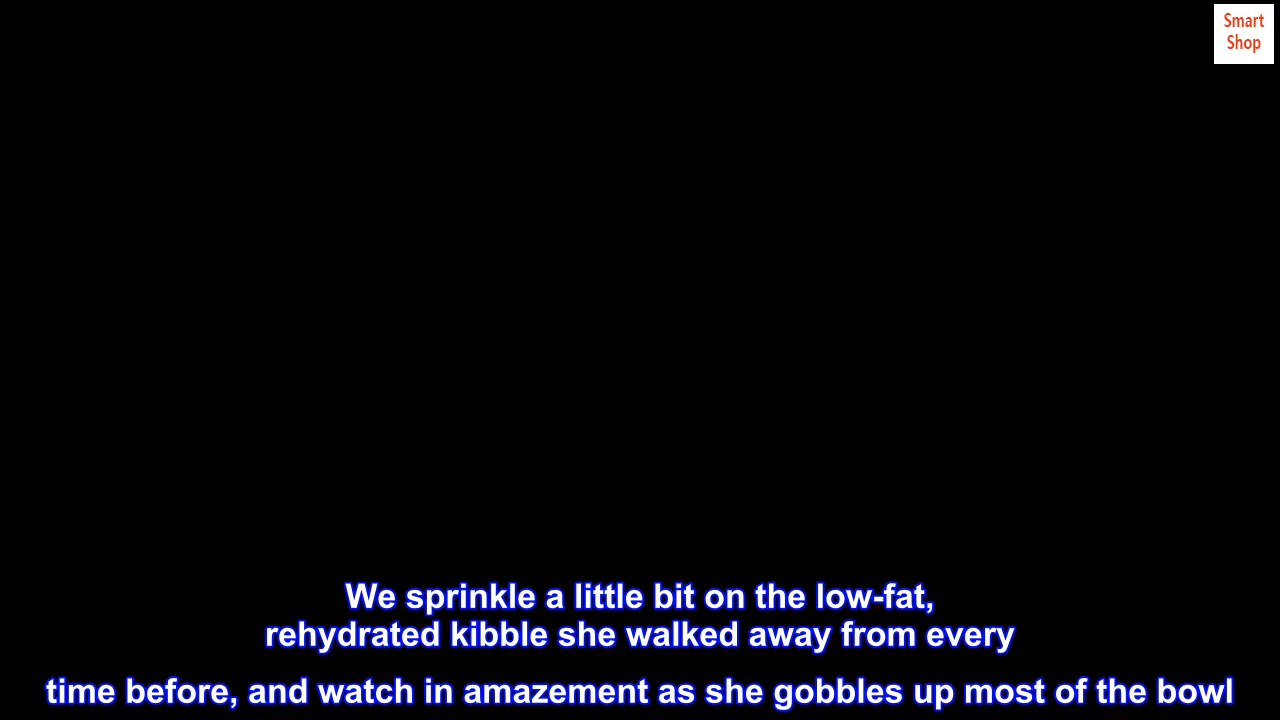 Smart
Shop
We sprinkle a little bit on the low-fat,
rehydrated kibble she walked away from every
time before, and watch in amazement as she gobbles up most of the bowl